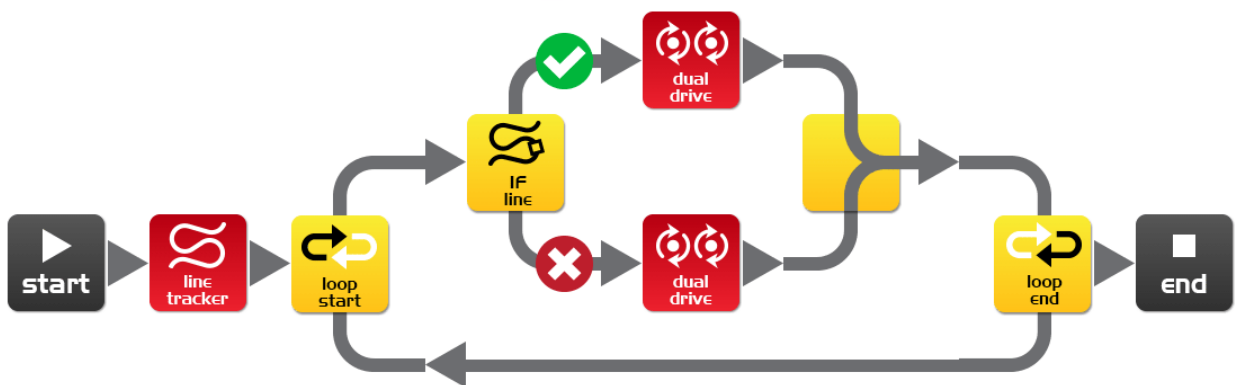 start
line
tracker
loop
start
IF
line
dual
drive
dual
drive
loop
end
end